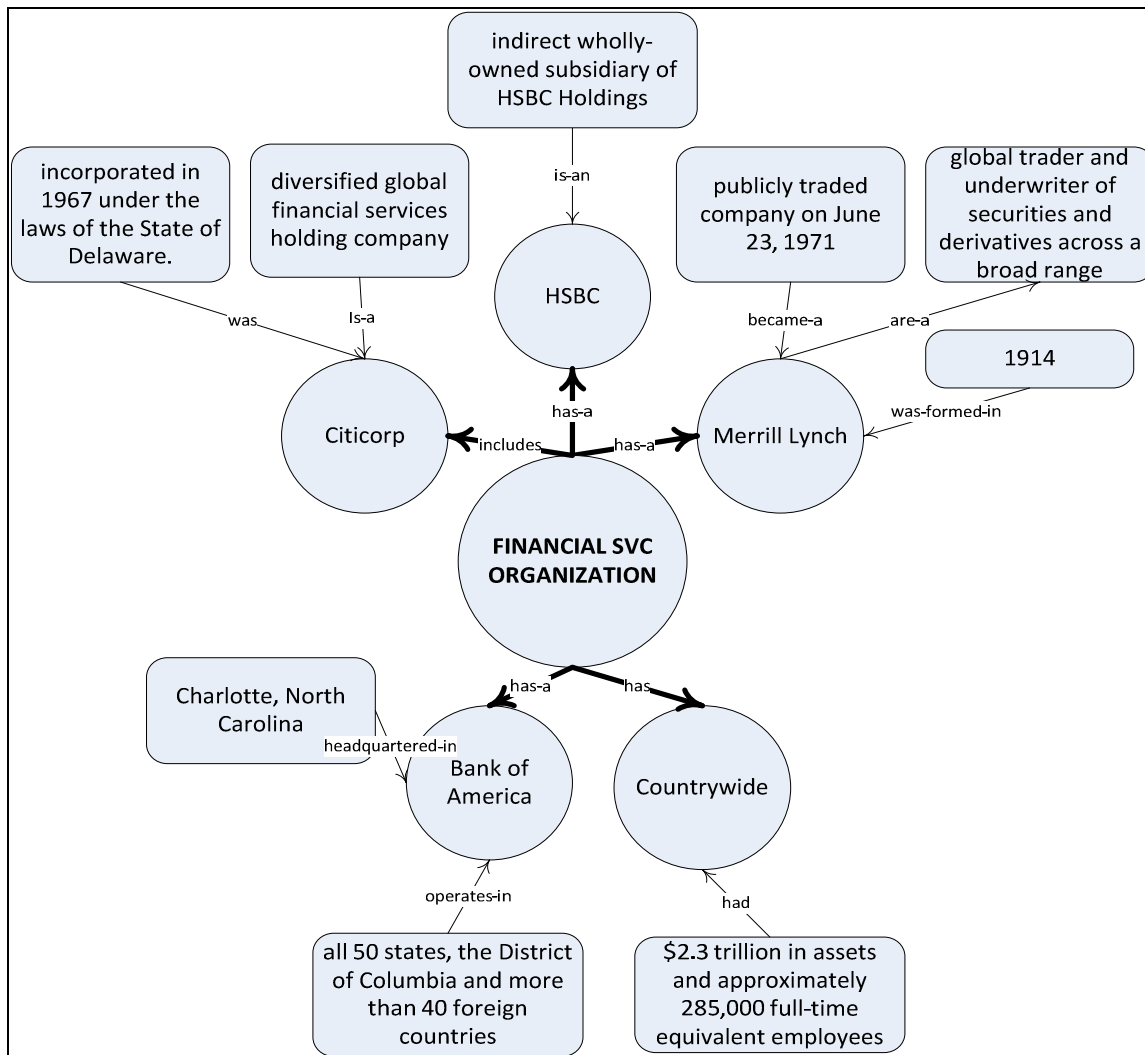 indirect wholly-
owned subsidiary of
HSBC Holdings
is-an
HSBC
incorporated in
1967 under the
laws of the State of
Delaware.
was
diversified global
financial services
holding company
Is-a
Citicorp
publicly traded
company on June
23, 1971
became-a
global trader and
underwriter of
securities and
derivatives across a
broad range
are-a
1914
was-formed-in
Merrill Lynch
includes
has-a
has-a
FINANCIAL SVC
ORGANIZATION
has-a
has
Charlotte, North
Carolina
headquartered-in
Bank of
America
Countrywide
operates-in
had
all 50 states, the District
of Columbia and more
than 40 foreign
countries
$2.3 trillion in assets
and approximately
285,000 full-time
equivalent employees